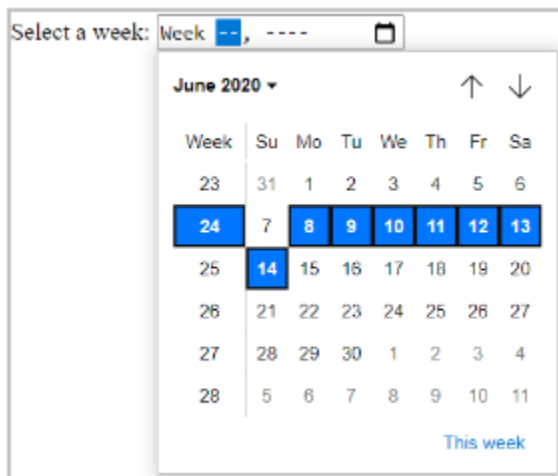 Select a week: Week --, ----
June 2020
Week Su Mo Tu We Th Fr Sa
23 31 1 2 3 4 5 6
24 7 8 9 10 11 12 13
25 14 15 16 17 18 19 20
26 21 22 23 24 25 26 27
27 28 29 30 1 2 3 4
28 5 6 7 8 9 10 11
This week